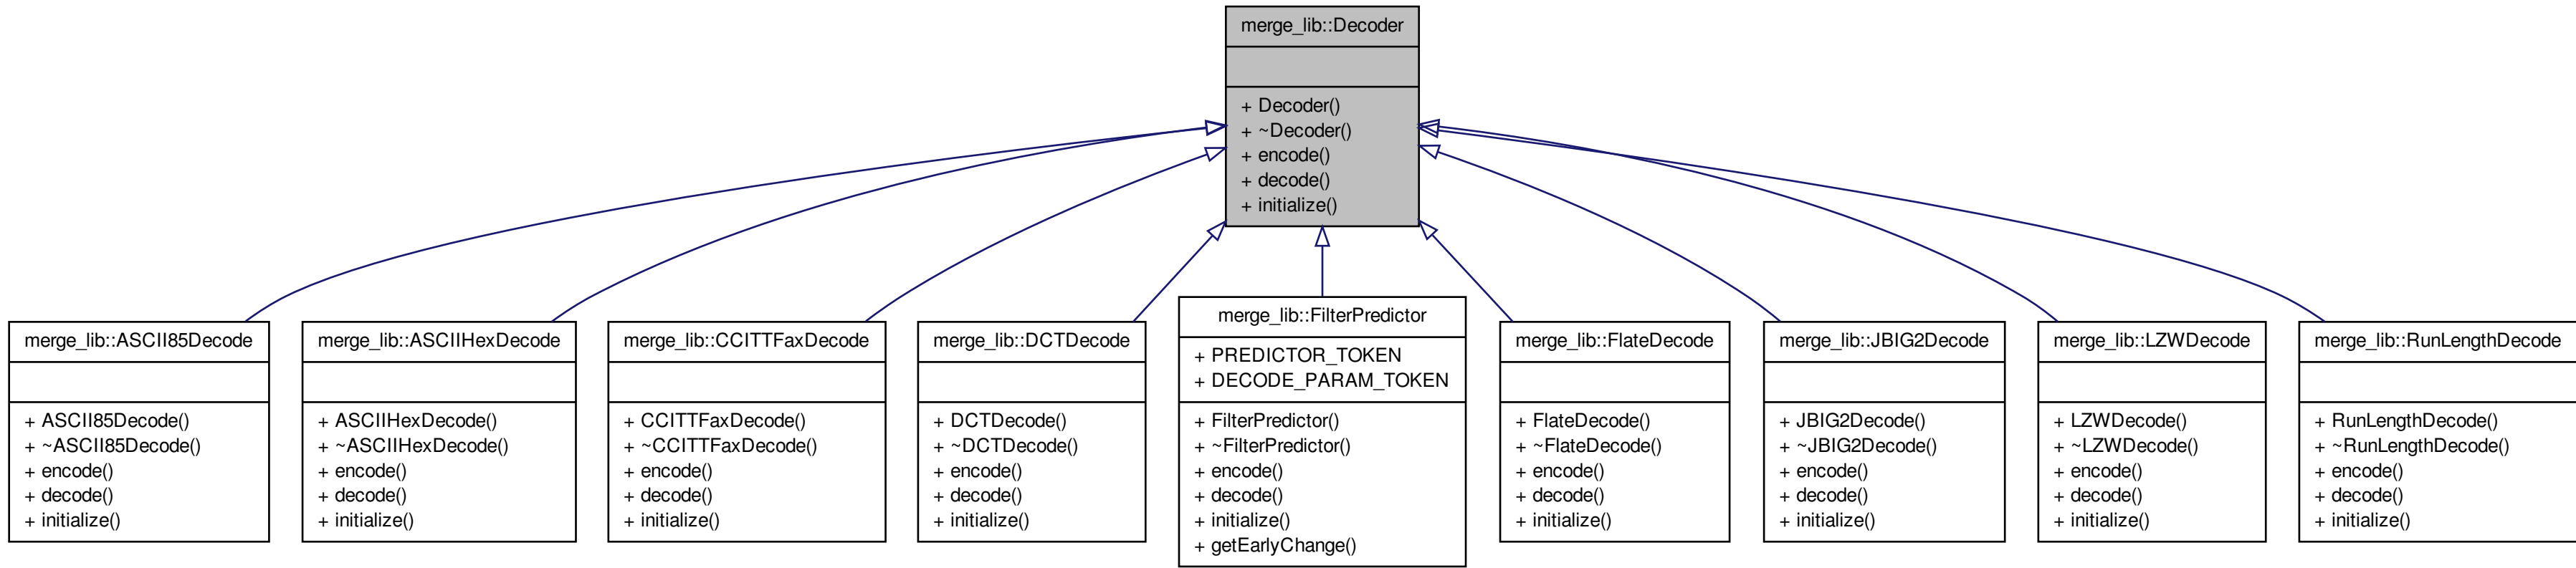 merge_lib::Decoder
+ Decoder()
+ ~Decoder()
+ encode()
+ decode()
+ initialize()
merge_lib::ASCII85Decode
+ ASCII85Decode()
+ ~ASCII85Decode()
+ encode()
+ decode()
+ initialize()
merge_lib::ASCIIHexDecode
+ ASCIIHexDecode()
+ ~ASCIIHexDecode()
+ encode()
+ decode()
+ initialize()
merge_lib::CCITTFaxDecode
+ CCITTFaxDecode()
+ ~CCITTFaxDecode()
+ encode()
+ decode()
+ initialize()
merge_lib::DCTDecode
+ DCTDecode()
+ ~DCTDecode()
+ encode()
+ decode()
+ initialize()
merge_lib::FilterPredictor
+ PREDICTOR_TOKEN
+ DECODE_PARAM_TOKEN
+ FilterPredictor()
+ ~FilterPredictor()
+ encode()
+ decode()
+ initialize()
+ getEarlyChange()
merge_lib::FlateDecode
+ FlateDecode()
+ ~FlateDecode()
+ encode()
+ decode()
+ initialize()
merge_lib::JBIG2Decode
+ JBIG2Decode()
+ ~JBIG2Decode()
+ encode()
+ decode()
+ initialize()
merge_lib::LZWDecode
+ LZWDecode()
+ ~LZWDecode()
+ encode()
+ decode()
+ initialize()
merge_lib::RunLengthDecode
+ RunLengthDecode()
+ ~RunLengthDecode()
+ encode()
+ decode()
+ initialize()